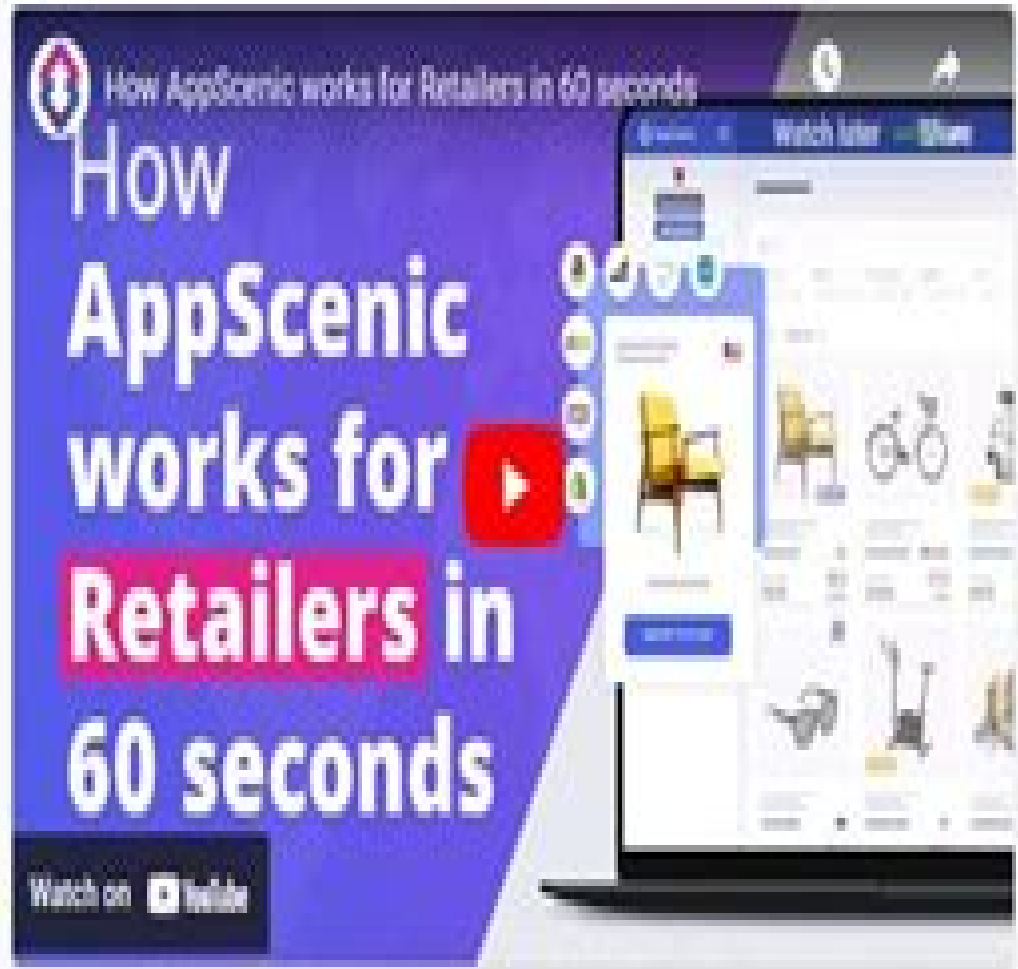 How AppScenic works for Retailers in 60 seconds
Watch later
Share
How
AppScenic
works for
Retailers in
60 seconds
Watch on YouTube